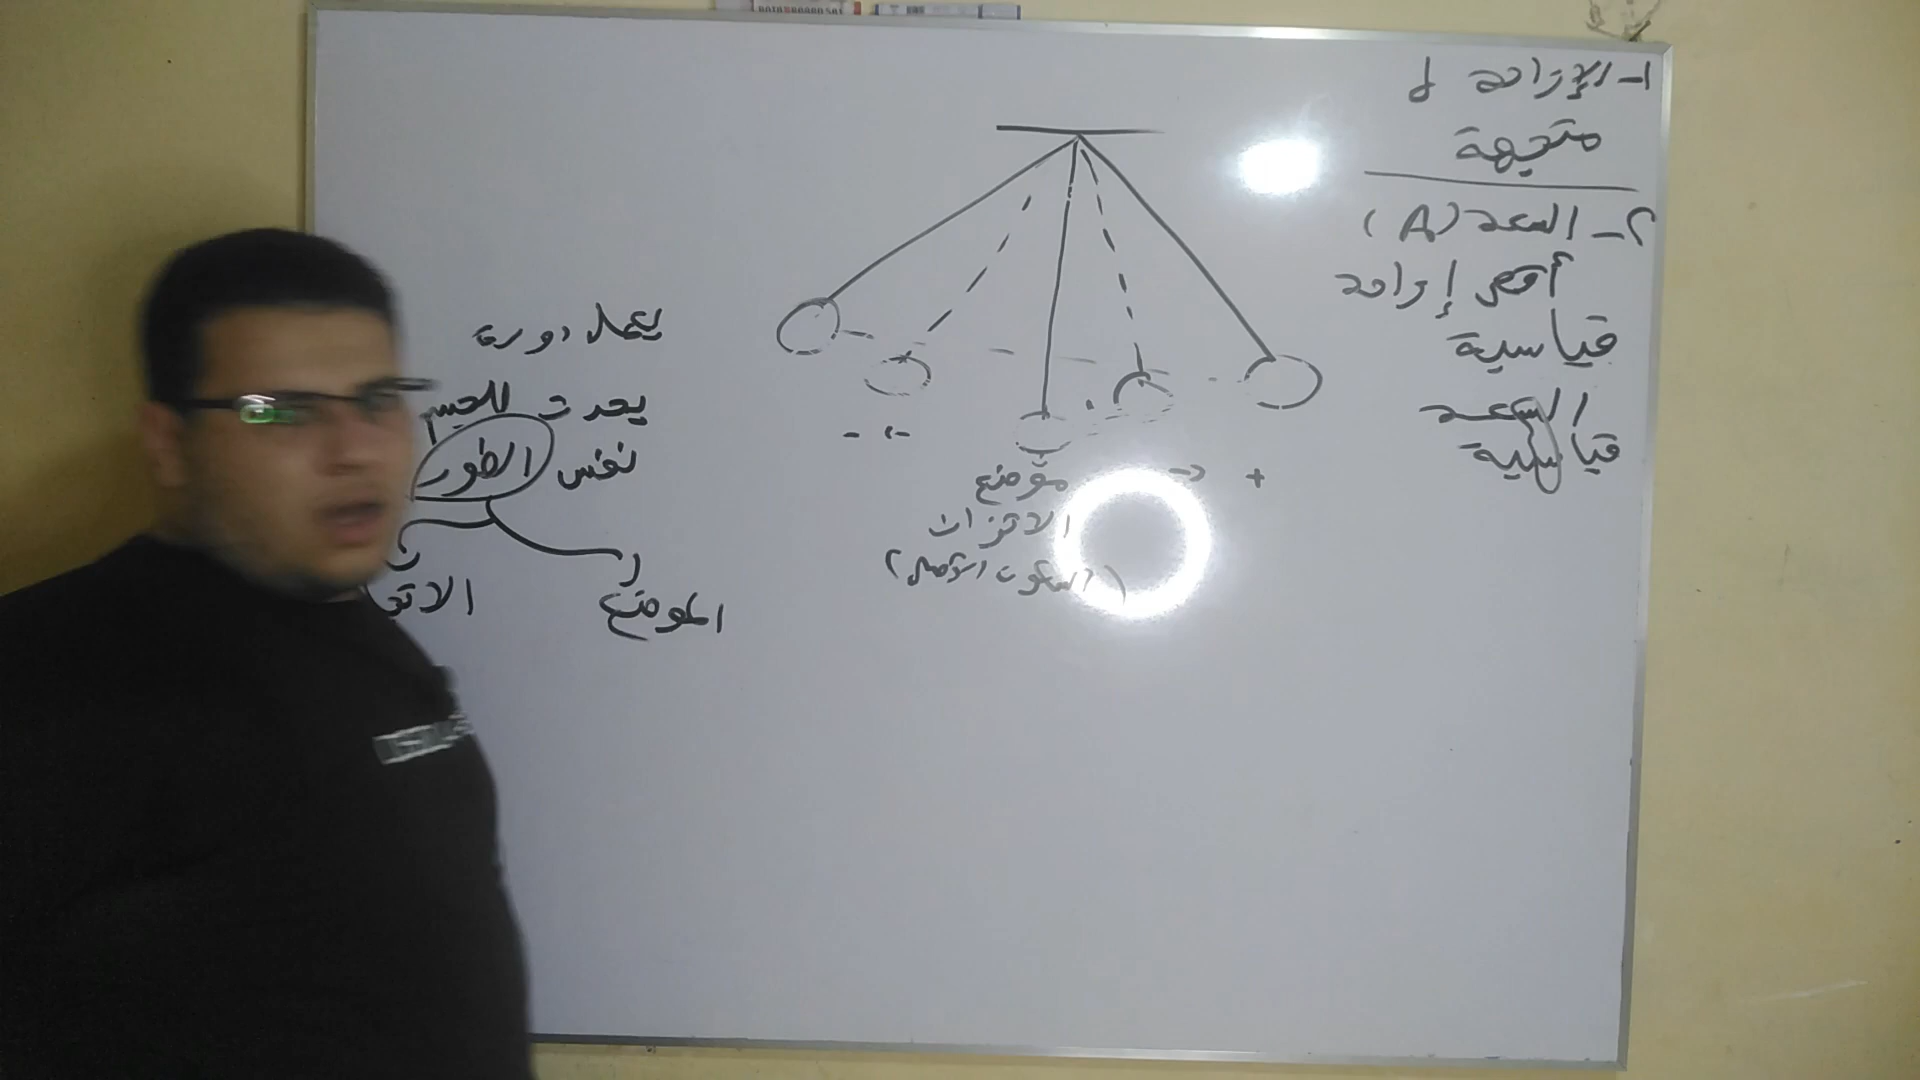 ١- الإزاحة d
متجهة
٢- السعة (A)
أقصى إزاحة
قياسية
السعة
قياسية
- -
+
موضع
الاتزان
(السكون الأصلي)
يعمل دورة
يحدث للجسم
نفس الطور
الموضع